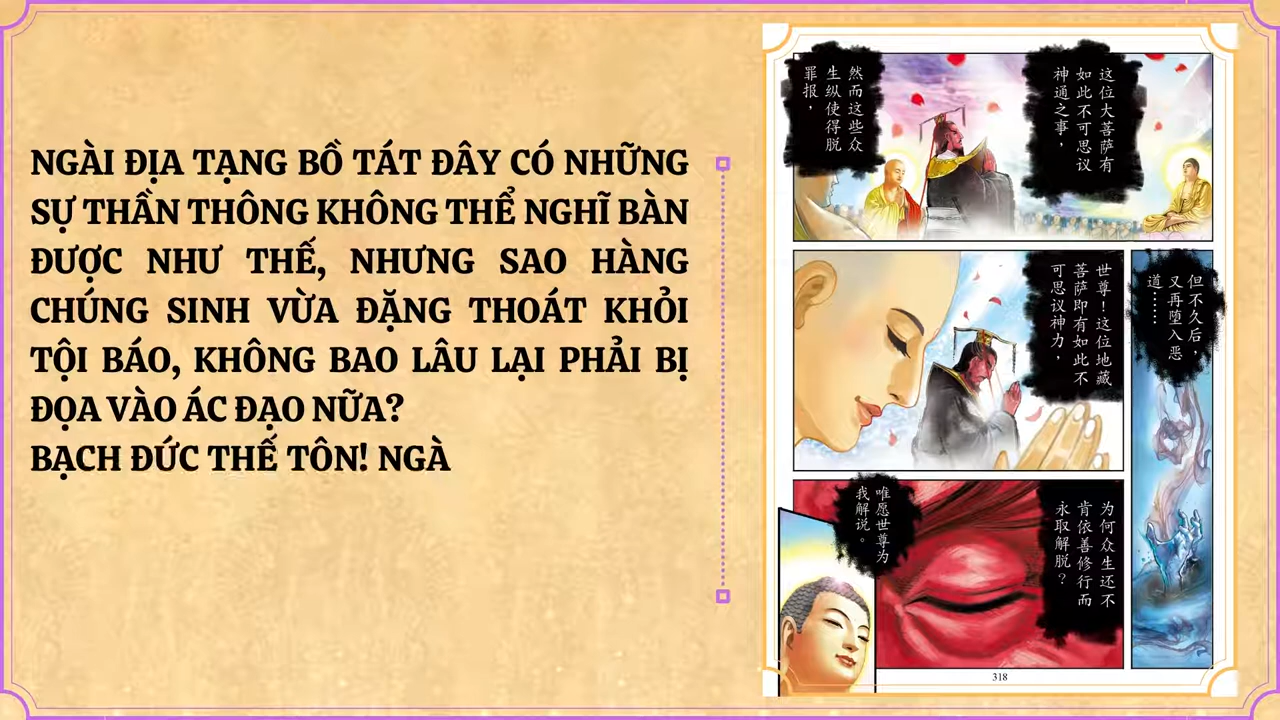 NGÀI ĐỊA TẠNG BỒ TÁT ĐÂY CÓ NHỮNG
SỰ THẦN THÔNG KHÔNG THỂ NGHĨ BÀN
ĐƯỢC NHƯ THẾ, NHƯNG SAO HÀNG
CHÚNG SINH VỪA ĐẶNG THOÁT KHỎI
TỘI BÁO, KHÔNG BAO LÂU LẠI PHẢI BỊ
ĐỌA VÀO ÁC ĐẠO NỮA?
BẠCH ĐỨC THẾ TÔN! NGÀ
这位大菩萨有
如此不可思议
神通之事，
然而这些众
生纵使得脱
罪报，
但不久后，
又再堕入恶
道……
世尊！这位地藏
菩萨即有如此不
可思议神力，
为何众生还不
肯依善修行而
永取解脱？
唯愿世尊为
我解说。
318